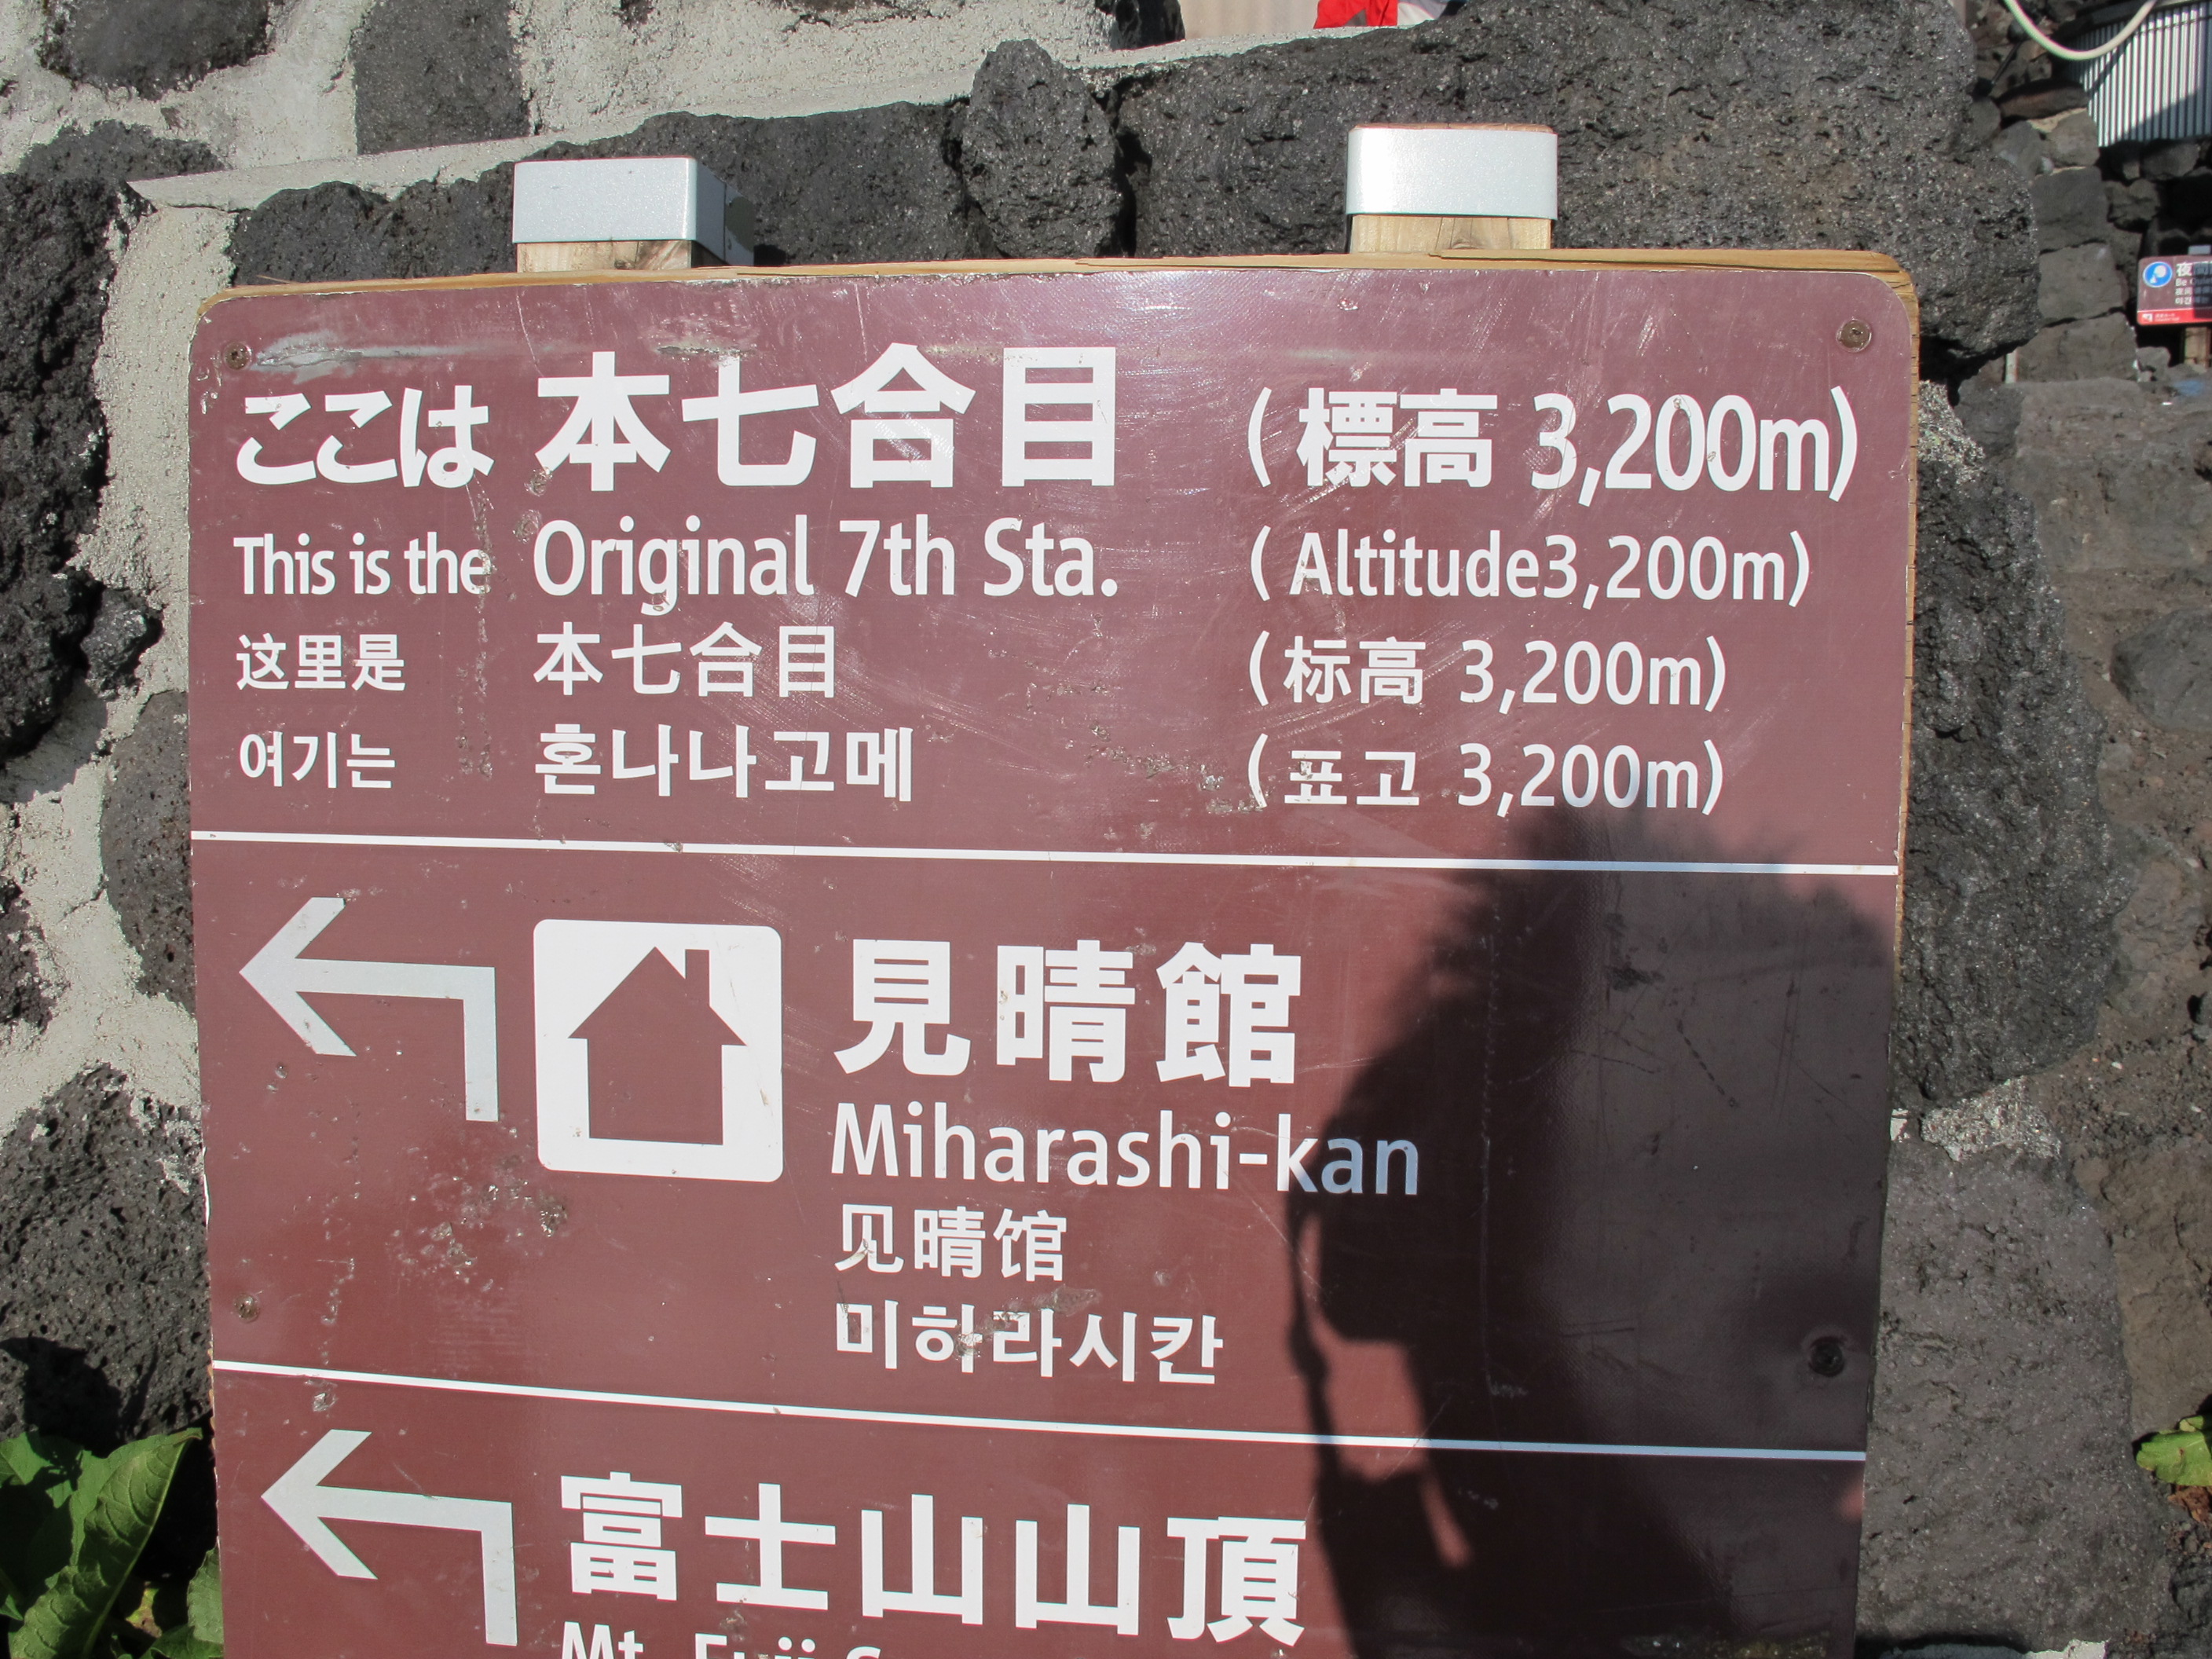 ここは 本七合目 (標高 3,200m)
This is the Original 7th Sta. (Altitude3,200m)
这里是 本七合目 (标高 3,200m)
여기는 혼나나고메 (표고 3,200m)
見晴館
Miharashi-kan
见晴馆
미하라시칸
富士山山頂
Mt. Fuji
夜